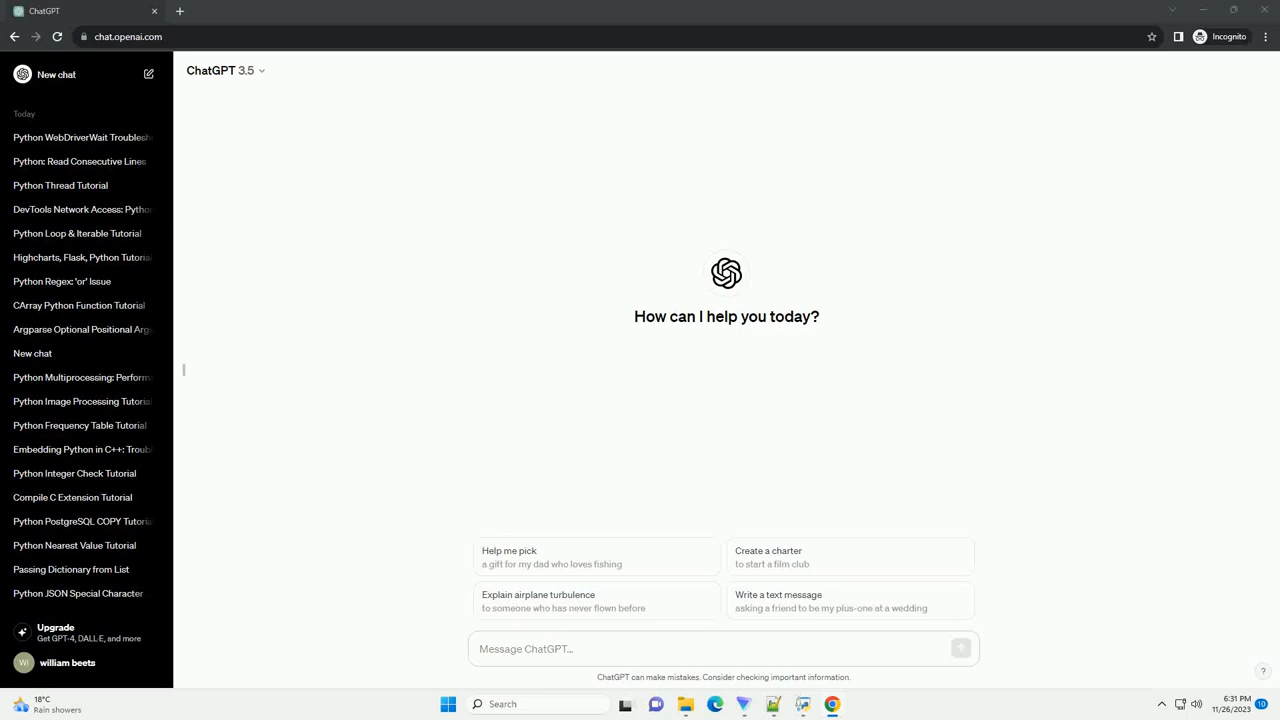 ChatGPT
chat.openai.com
Incognito
New chat
ChatGPT 3.5
Today
Python WebDriverWait Troublesh
Python: Read Consecutive Lines
Python Thread Tutorial
DevTools Network Access: Pytho
Python Loop & Iterable Tutorial
Highcharts, Flask, Python Tutorial
Python Regex: 'or' Issue
CArray Python Function Tutorial
Argparse Optional Positional Args
New chat
Python Multiprocessing: Performa
Python Image Processing Tutorial
Python Frequency Table Tutorial
Embedding Python in C++: Troubl
Python Integer Check Tutorial
Compile C Extension Tutorial
Python PostgreSQL COPY Tutorial
Python Nearest Value Tutorial
Passing Dictionary from List
Python JSON Special Character
Upgrade
Get GPT-4, DALL·E, and more
WI
william beets
How can I help you today?
Help me pick
a gift for my dad who loves fishing
Create a charter
to start a film club
Explain airplane turbulence
to someone who has never flown before
Write a text message
asking a friend to be my plus-one at a wedding
Message ChatGPT...
ChatGPT can make mistakes. Consider checking important information.
?
18°C
Rain showers
Search
6:31 PM
11/26/2023
10